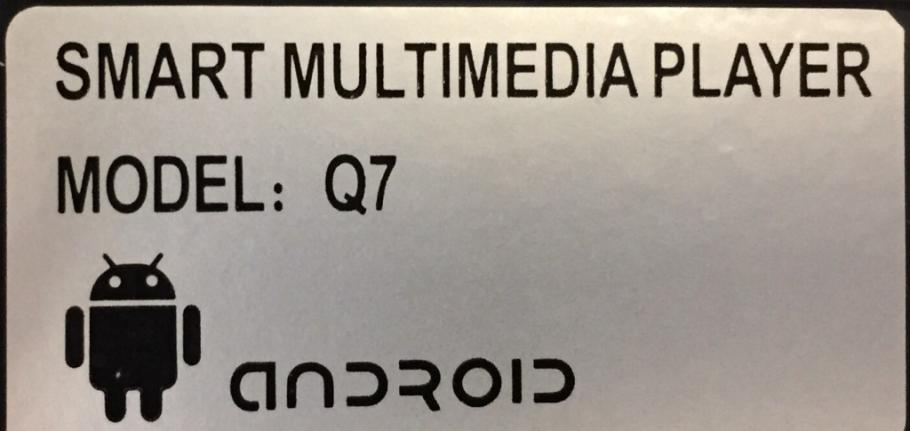 SMART MULTIMEDIA PLAYER
MODEL: Q7
ANDROID